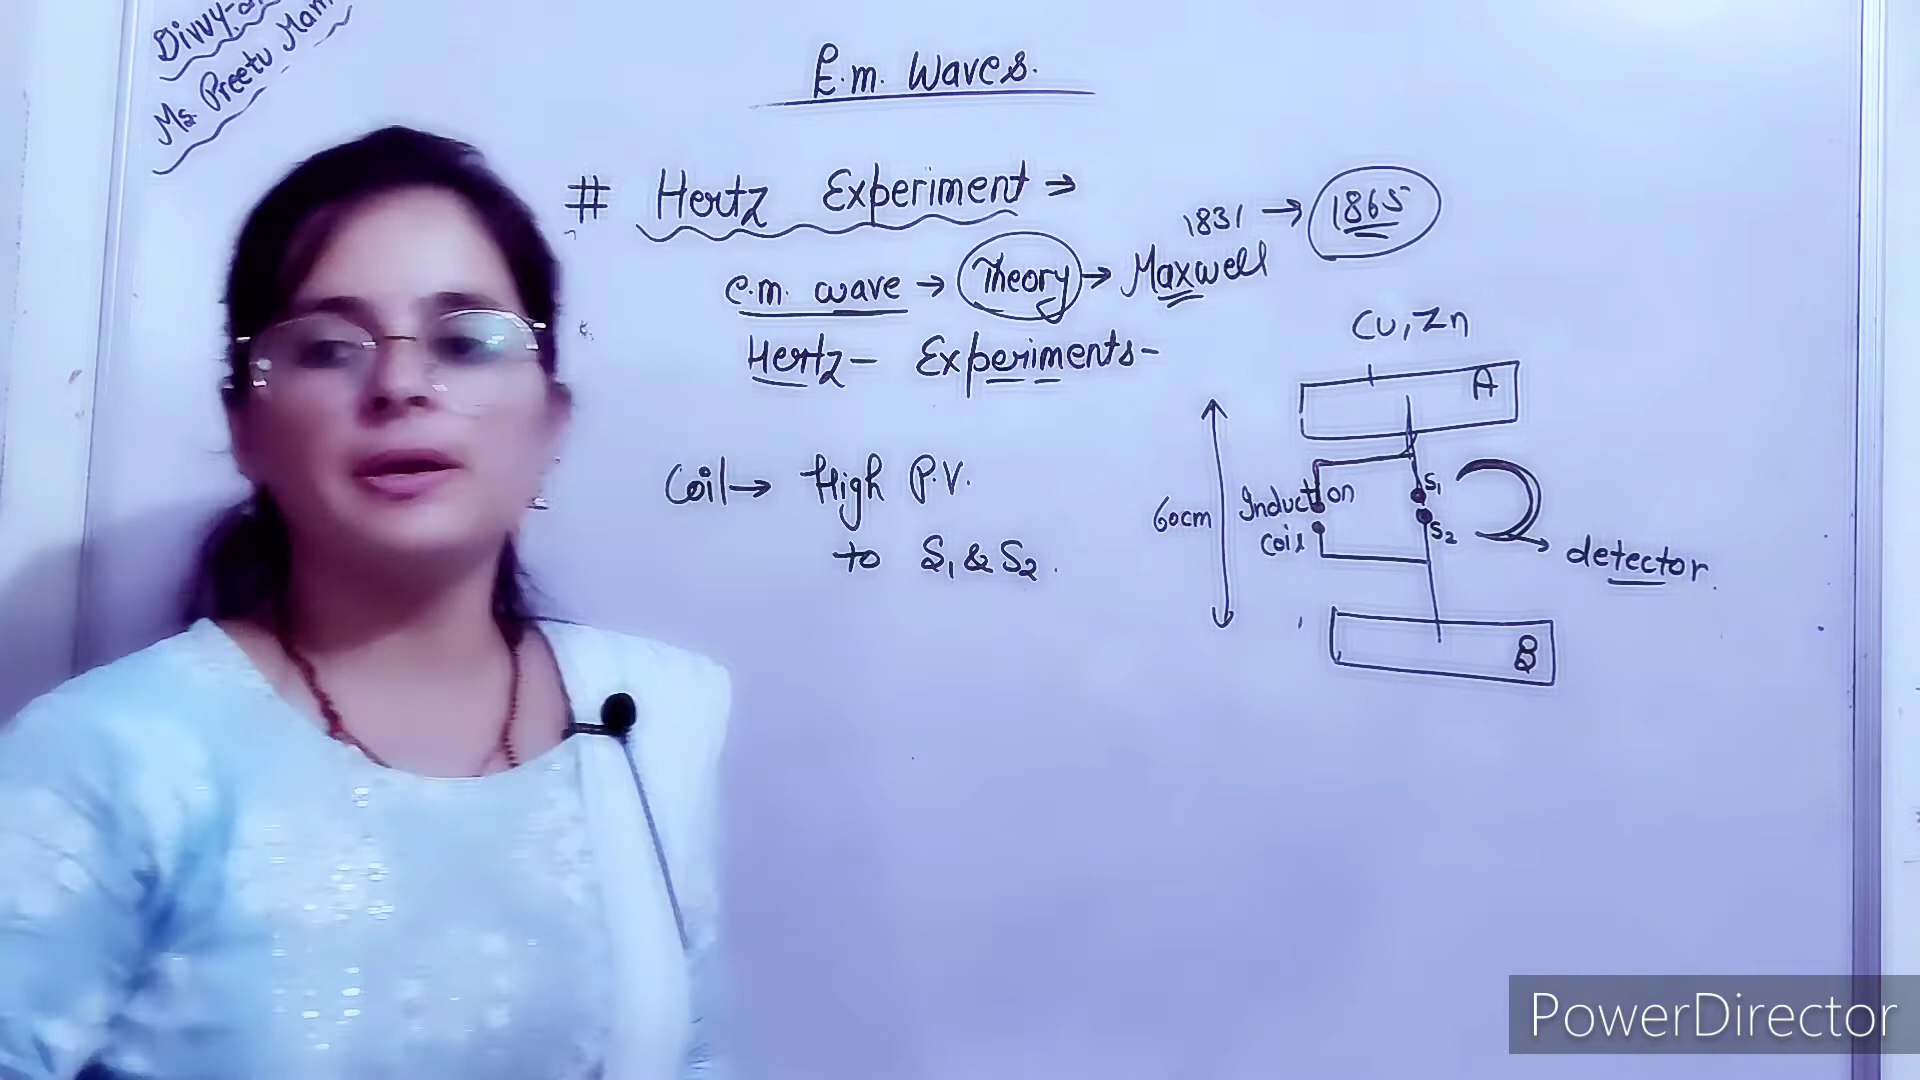 Ms. Preetu Mam
E.m. Waves.
# Hertz Experiment →
1831 → 1865
e.m. wave → Theory → Maxwell
Hertz - Experiments -
Cu, Zn
A
Coil → High P.V.
to S₁ & S₂.
60cm
Induction
coil
S₁
S₂
detector.
B
PowerDirector